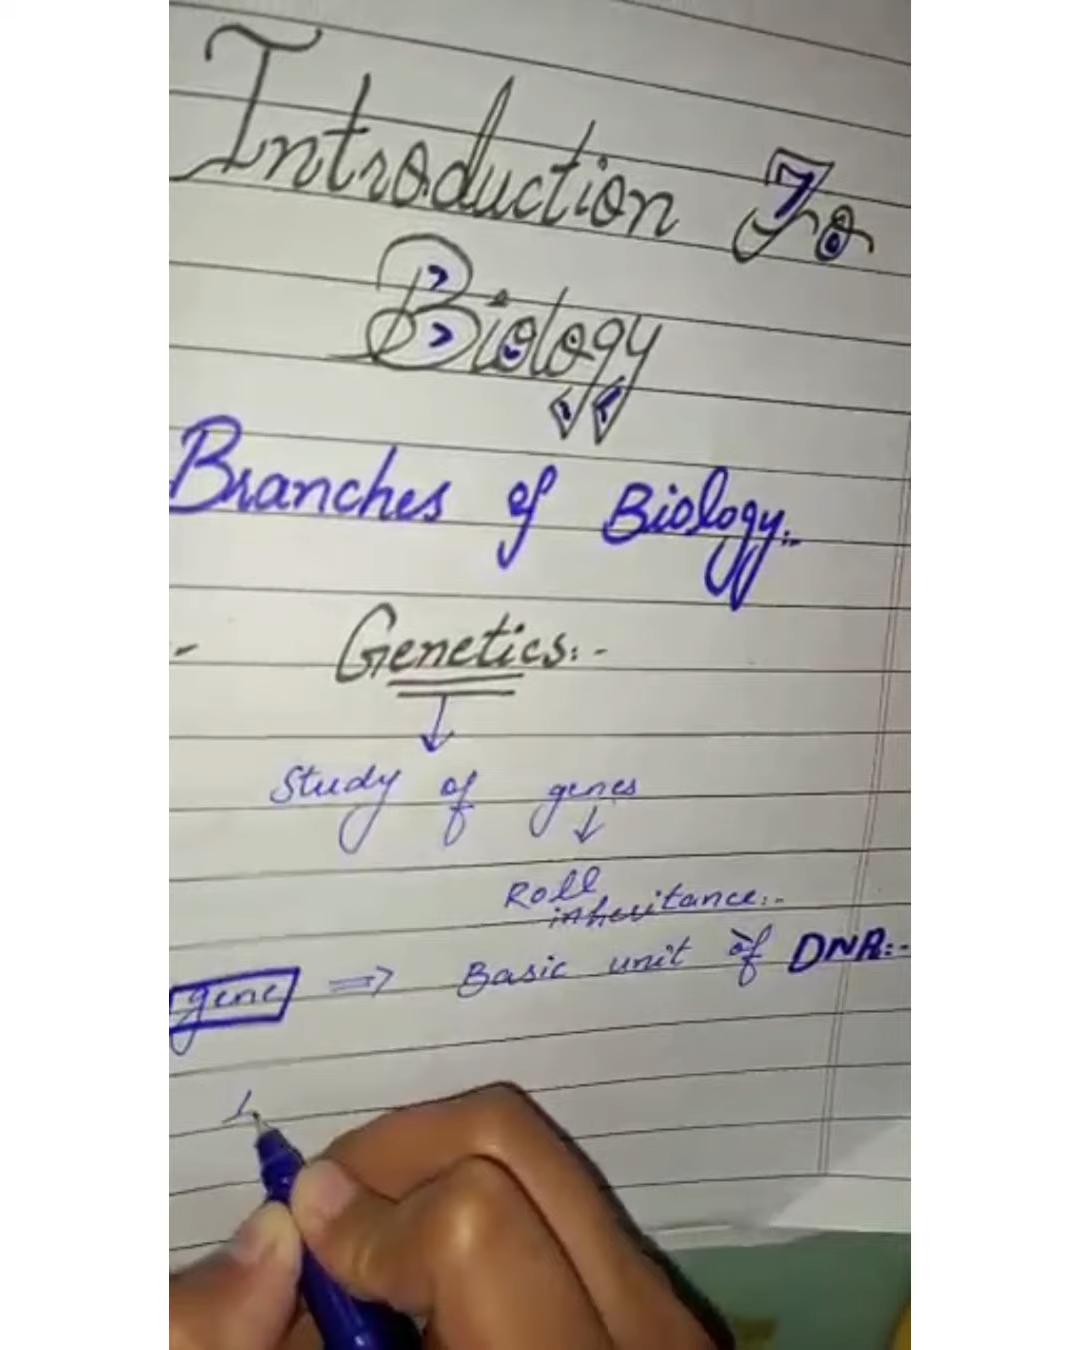 Introduction To
Biology
Branches of Biology:-
- Genetics:-
Study of genes
Roll
inheritance:-
gene ⇒ Basic unit of DNA:-